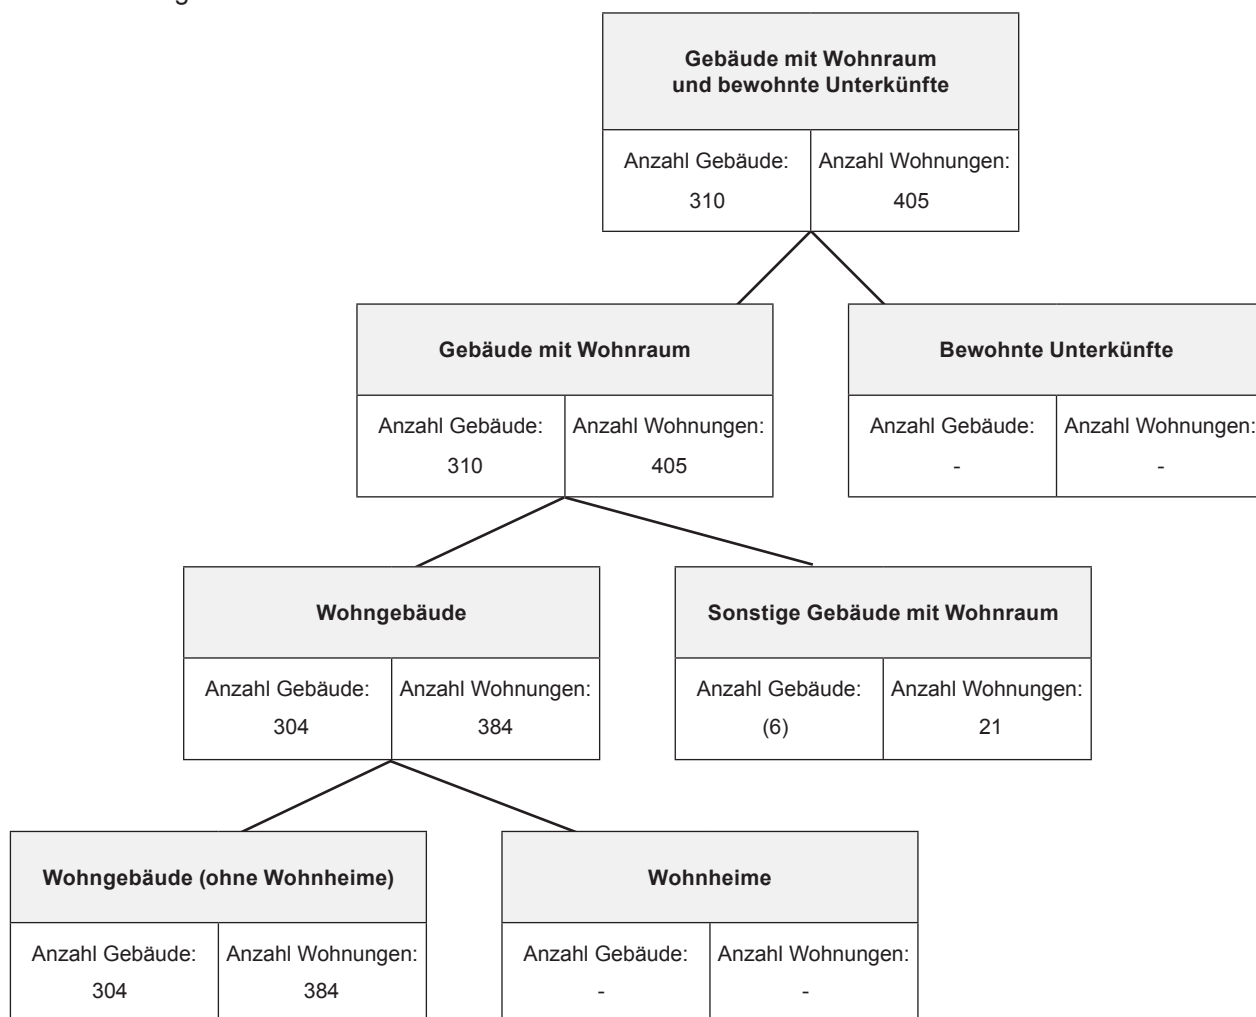 Gebäude mit Wohnraum
und bewohnte Unterkünfte
Anzahl Gebäude: Anzahl Wohnungen:
310 405
Gebäude mit Wohnraum Bewohnte Unterkünfte
Anzahl Gebäude: Anzahl Wohnungen: Anzahl Gebäude: Anzahl Wohnungen:
310 405 - -
Wohngebäude Sonstige Gebäude mit Wohnraum
Anzahl Gebäude: Anzahl Wohnungen: Anzahl Gebäude: Anzahl Wohnungen:
304 384 (6) 21
Wohngebäude (ohne Wohnheime) Wohnheime
Anzahl Gebäude: Anzahl Wohnungen: Anzahl Gebäude: Anzahl Wohnungen:
304 384 - -